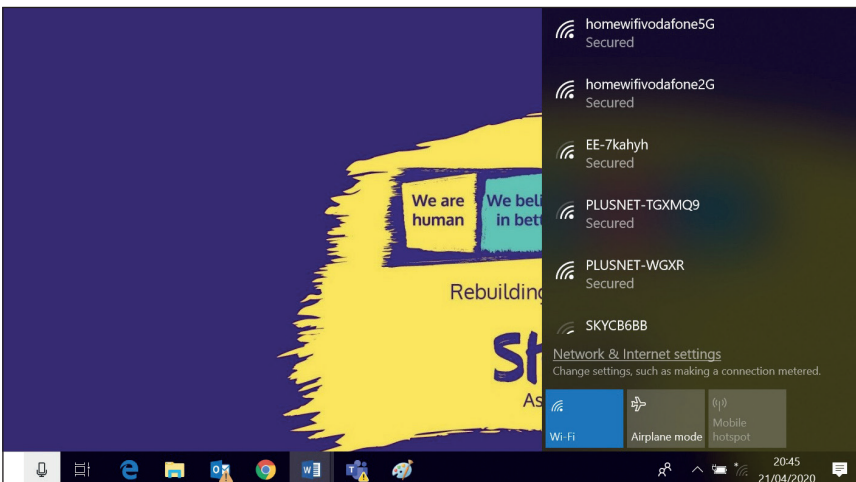 We are
human
We beli
in bett
Rebuilding
Sh
As
homewifivodafone5G
Secured
homewifivodafone2G
Secured
EE-7kahyh
Secured
PLUSNET-TGXMQ9
Secured
PLUSNET-WGXR
Secured
SKYCB6BB
Network & Internet settings
Change settings, such as making a connection metered.
Wi-Fi
Airplane mode
Mobile
hotspot
20:45
21/04/2020